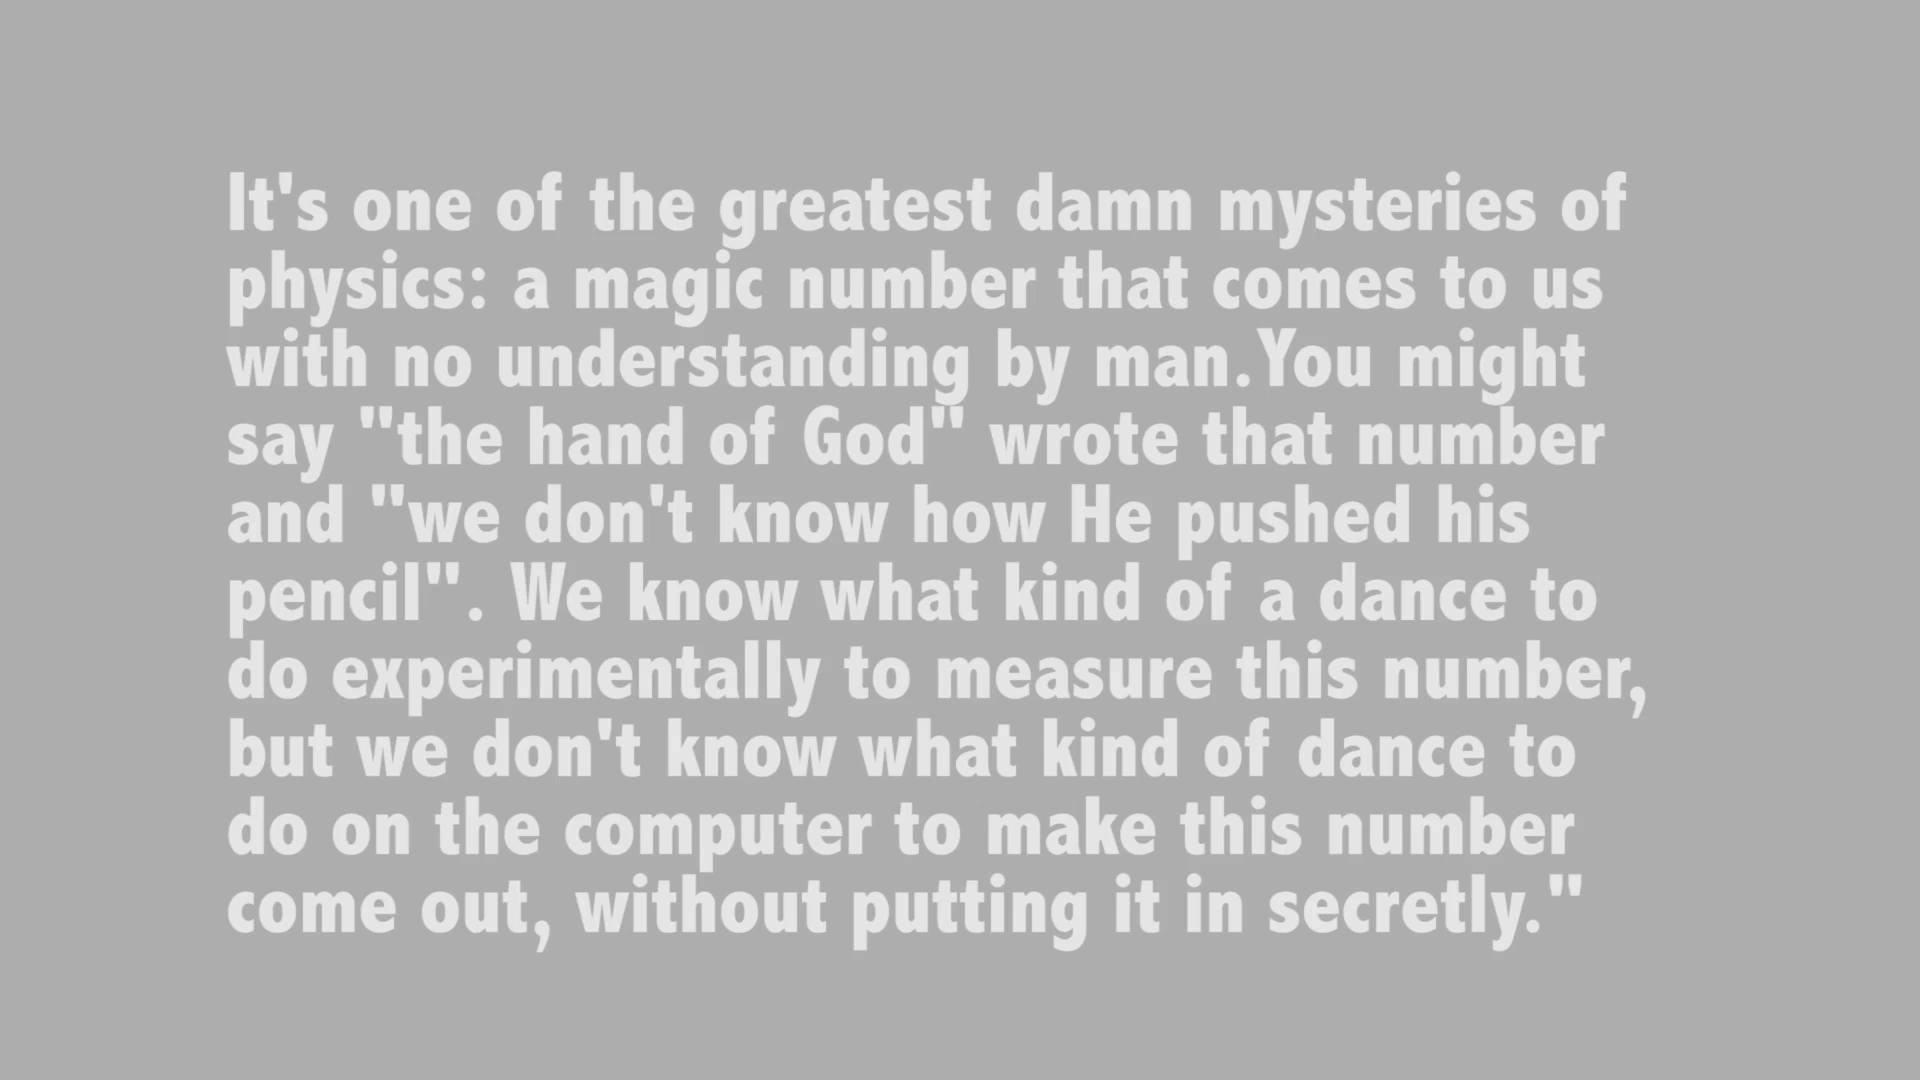 It's one of the greatest damn mysteries of
physics: a magic number that comes to us
with no understanding by man.You might
say "the hand of God" wrote that number
and "we don't know how He pushed his
pencil". We know what kind of a dance to
do experimentally to measure this number,
but we don't know what kind of dance to
do on the computer to make this number
come out, without putting it in secretly."